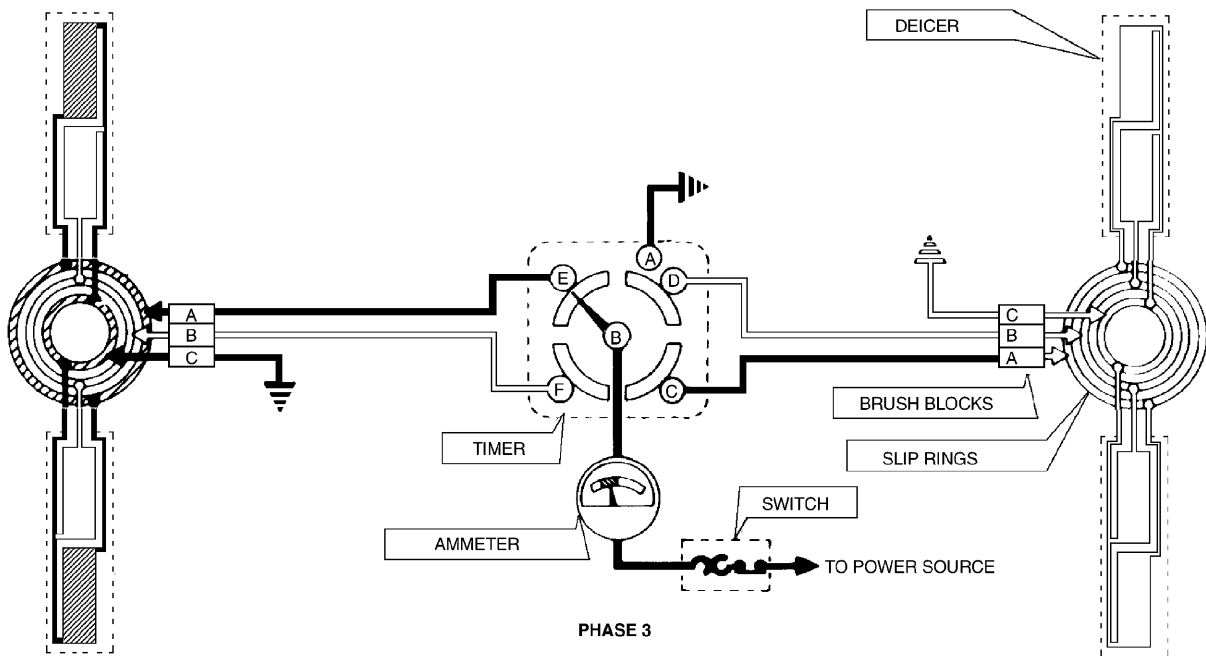 DEICER
A
E
D
A
B
C
B
C
B
A
F
C
BRUSH BLOCKS
TIMER
SLIP RINGS
SWITCH
AMMETER
TO POWER SOURCE
PHASE 3